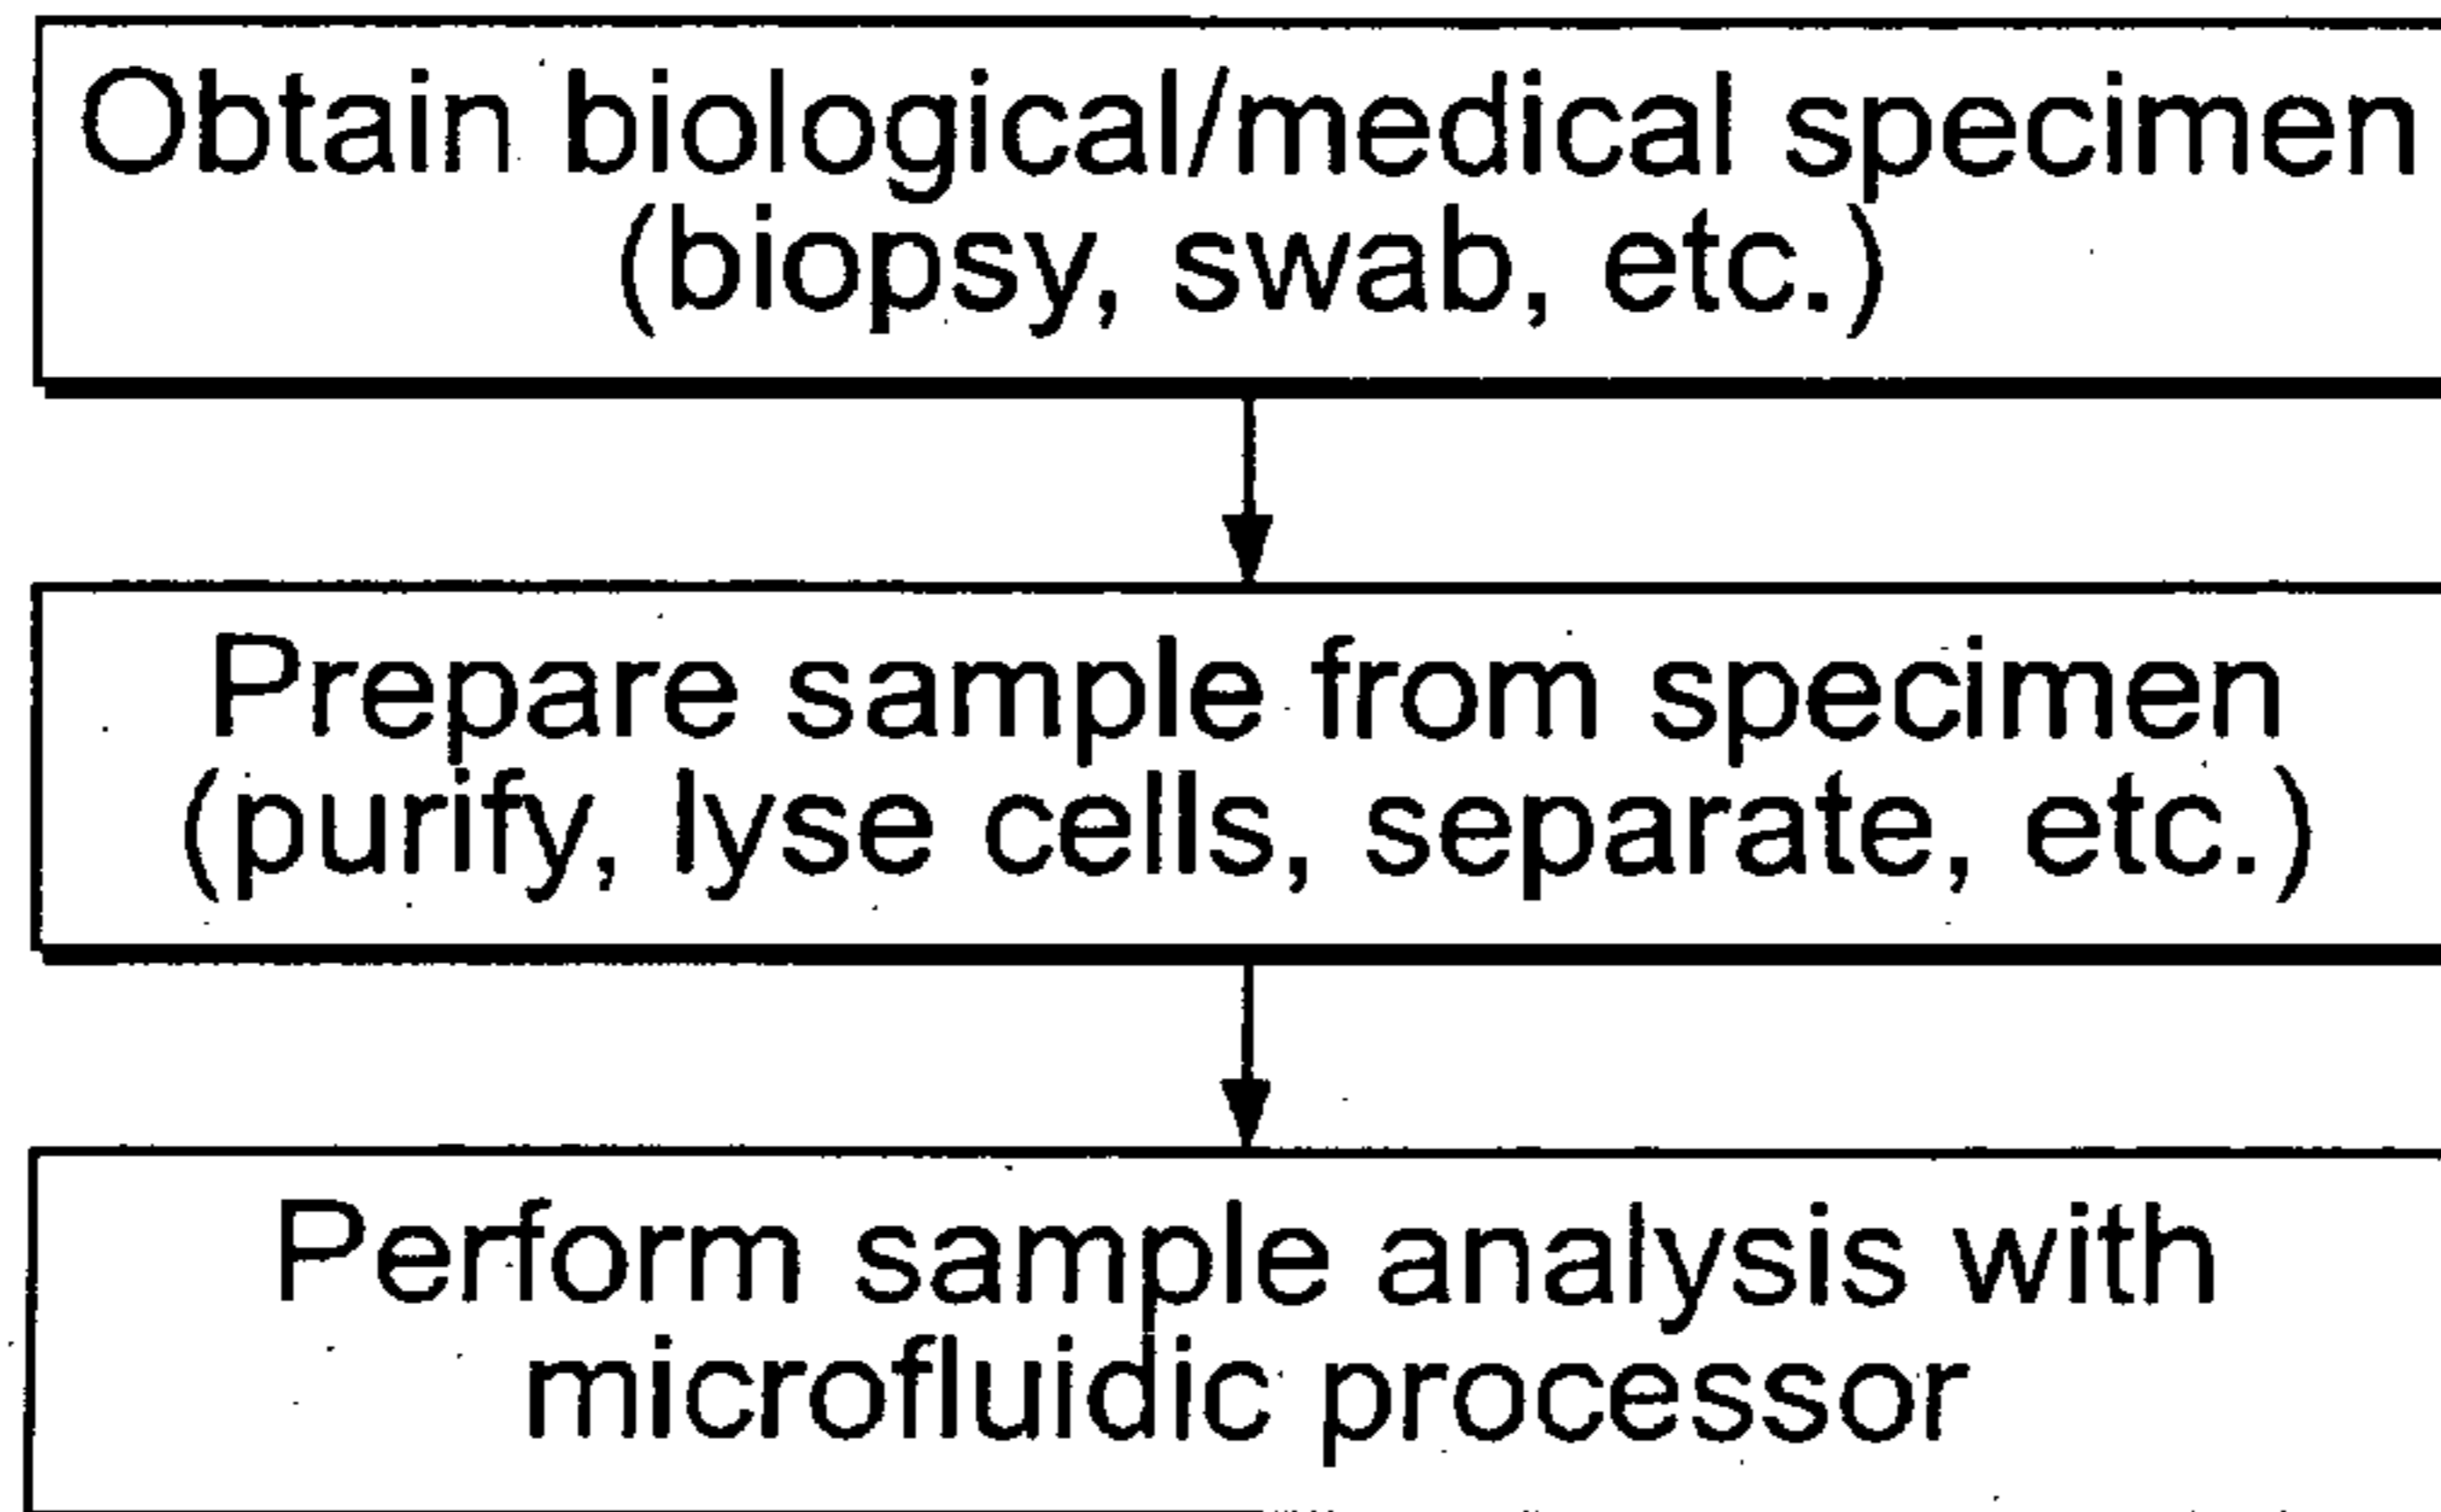 Obtain biological/medical specimen
(biopsy, swab, etc.)
Prepare sample from specimen
(purify, lyse cells, separate, etc.)
Perform sample analysis with
microfluidic processor